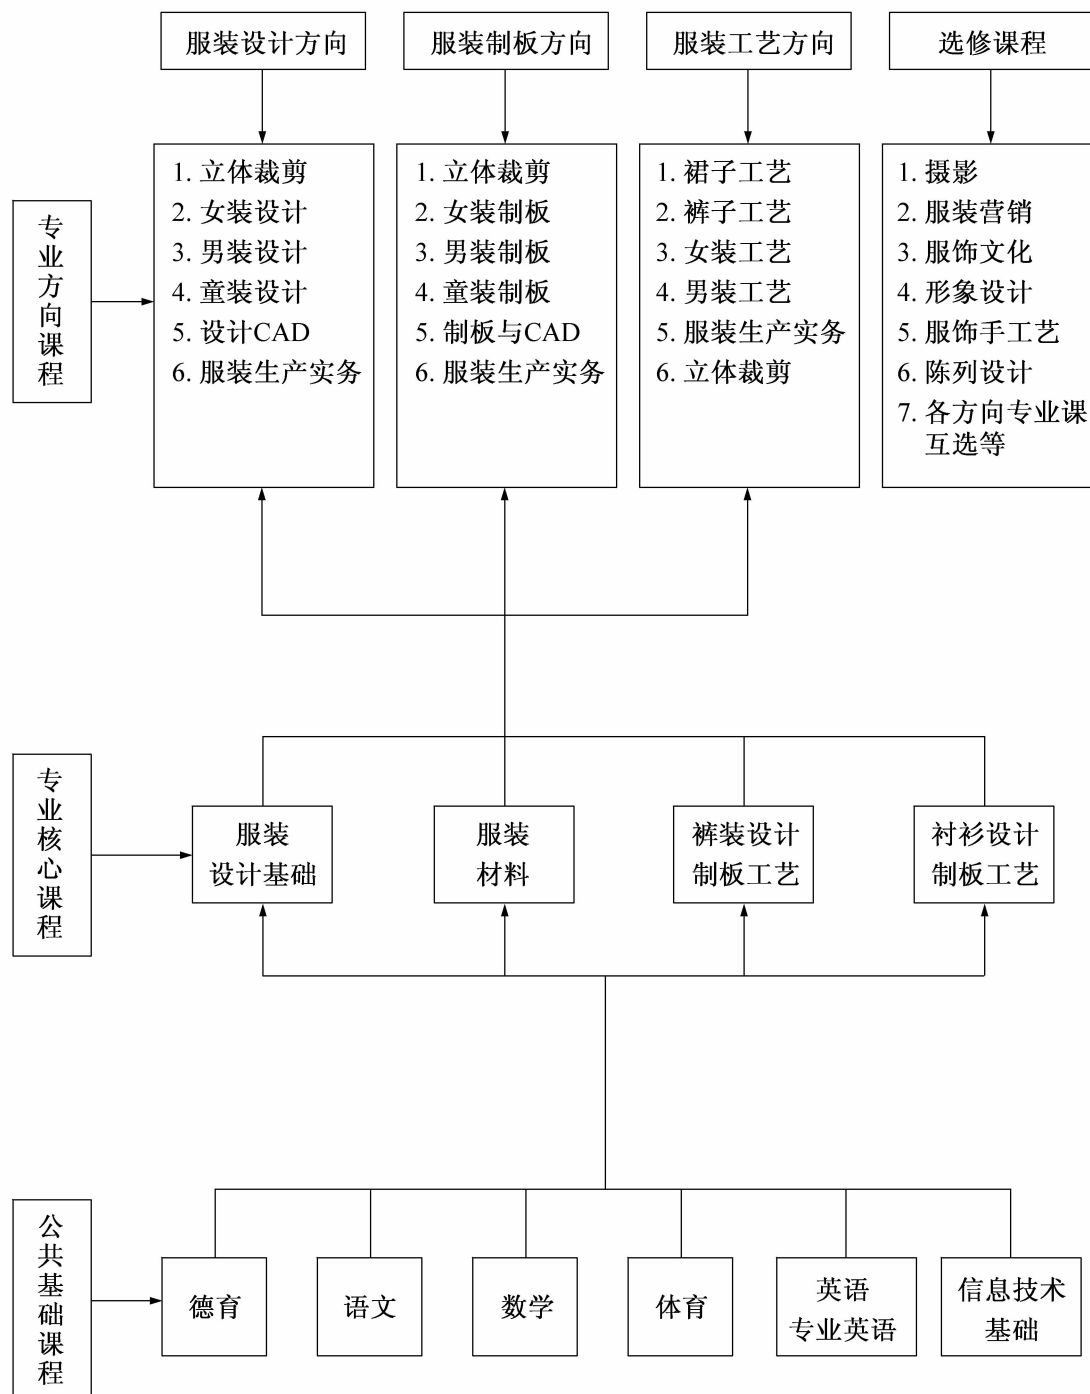 服装设计方向
服装制板方向
服装工艺方向
选修课程
专业方向课程
1. 立体裁剪
2. 女装设计
3. 男装设计
4. 童装设计
5. 设计CAD
6. 服装生产实务
1. 立体裁剪
2. 女装制板
3. 男装制板
4. 童装制板
5. 制板与CAD
6. 服装生产实务
1. 裙子工艺
2. 裤子工艺
3. 女装工艺
4. 男装工艺
5. 服装生产实务
6. 立体裁剪
1. 摄影
2. 服装营销
3. 服饰文化
4. 形象设计
5. 服饰手工艺
6. 陈列设计
7. 各方向专业课
互选等
专业核心课程
服装
设计基础
服装
材料
裤装设计
制板工艺
衬衫设计
制板工艺
公共基础课程
德育
语文
数学
体育
英语
专业英语
信息技术
基础